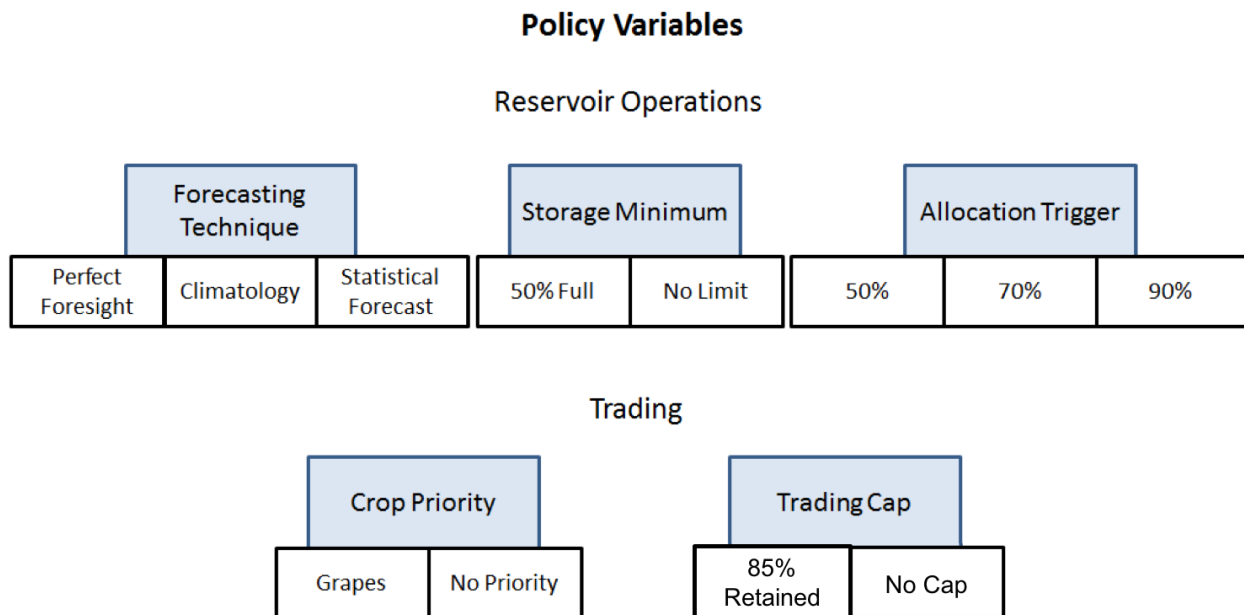 Policy Variables
Reservoir Operations
Forecasting
Technique
Storage Minimum
Allocation Trigger
Perfect
Foresight
Climatology
Statistical
Forecast
50% Full
No Limit
50%
70%
90%
Trading
Crop Priority
Trading Cap
Grapes
No Priority
85%
Retained
No Cap